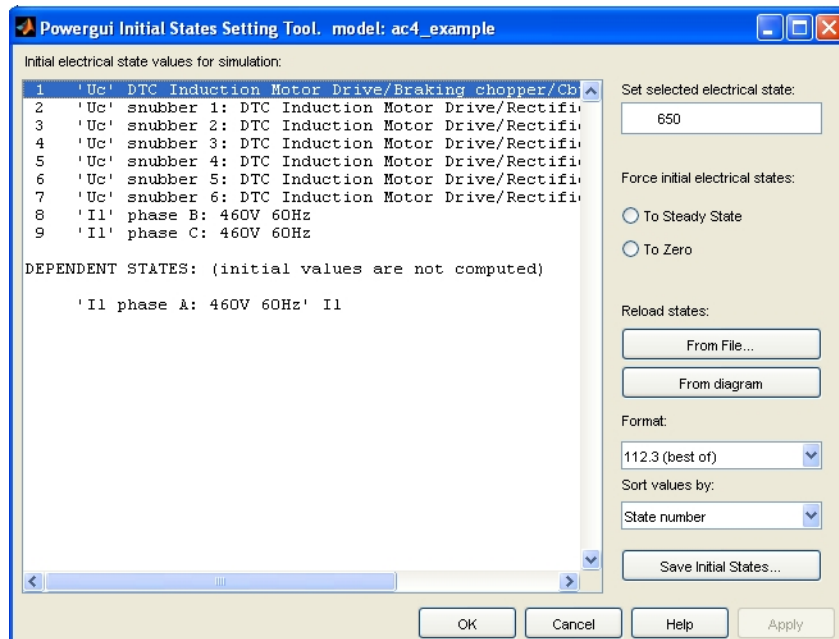 Powergui Initial States Setting Tool. model: ac4_example
Initial electrical state values for simulation:
1 'Uc' DTC Induction Motor Drive/Braking chopper/Cb
2 'Uc' snubber 1: DTC Induction Motor Drive/Rectifi
3 'Uc' snubber 2: DTC Induction Motor Drive/Rectifi
4 'Uc' snubber 3: DTC Induction Motor Drive/Rectifi
5 'Uc' snubber 4: DTC Induction Motor Drive/Rectifi
6 'Uc' snubber 5: DTC Induction Motor Drive/Rectifi
7 'Uc' snubber 6: DTC Induction Motor Drive/Rectifi
8 'Il' phase B: 460V 60Hz
9 'Il' phase C: 460V 60Hz
DEPENDENT STATES: (initial values are not computed)
'Il phase A: 460V 60Hz' Il
Set selected electrical state:
650
Force initial electrical states:
To Steady State
To Zero
Reload states:
From File...
From diagram
Format:
112.3 (best of)
Sort values by:
State number
Save Initial States...
OK
Cancel
Help
Apply